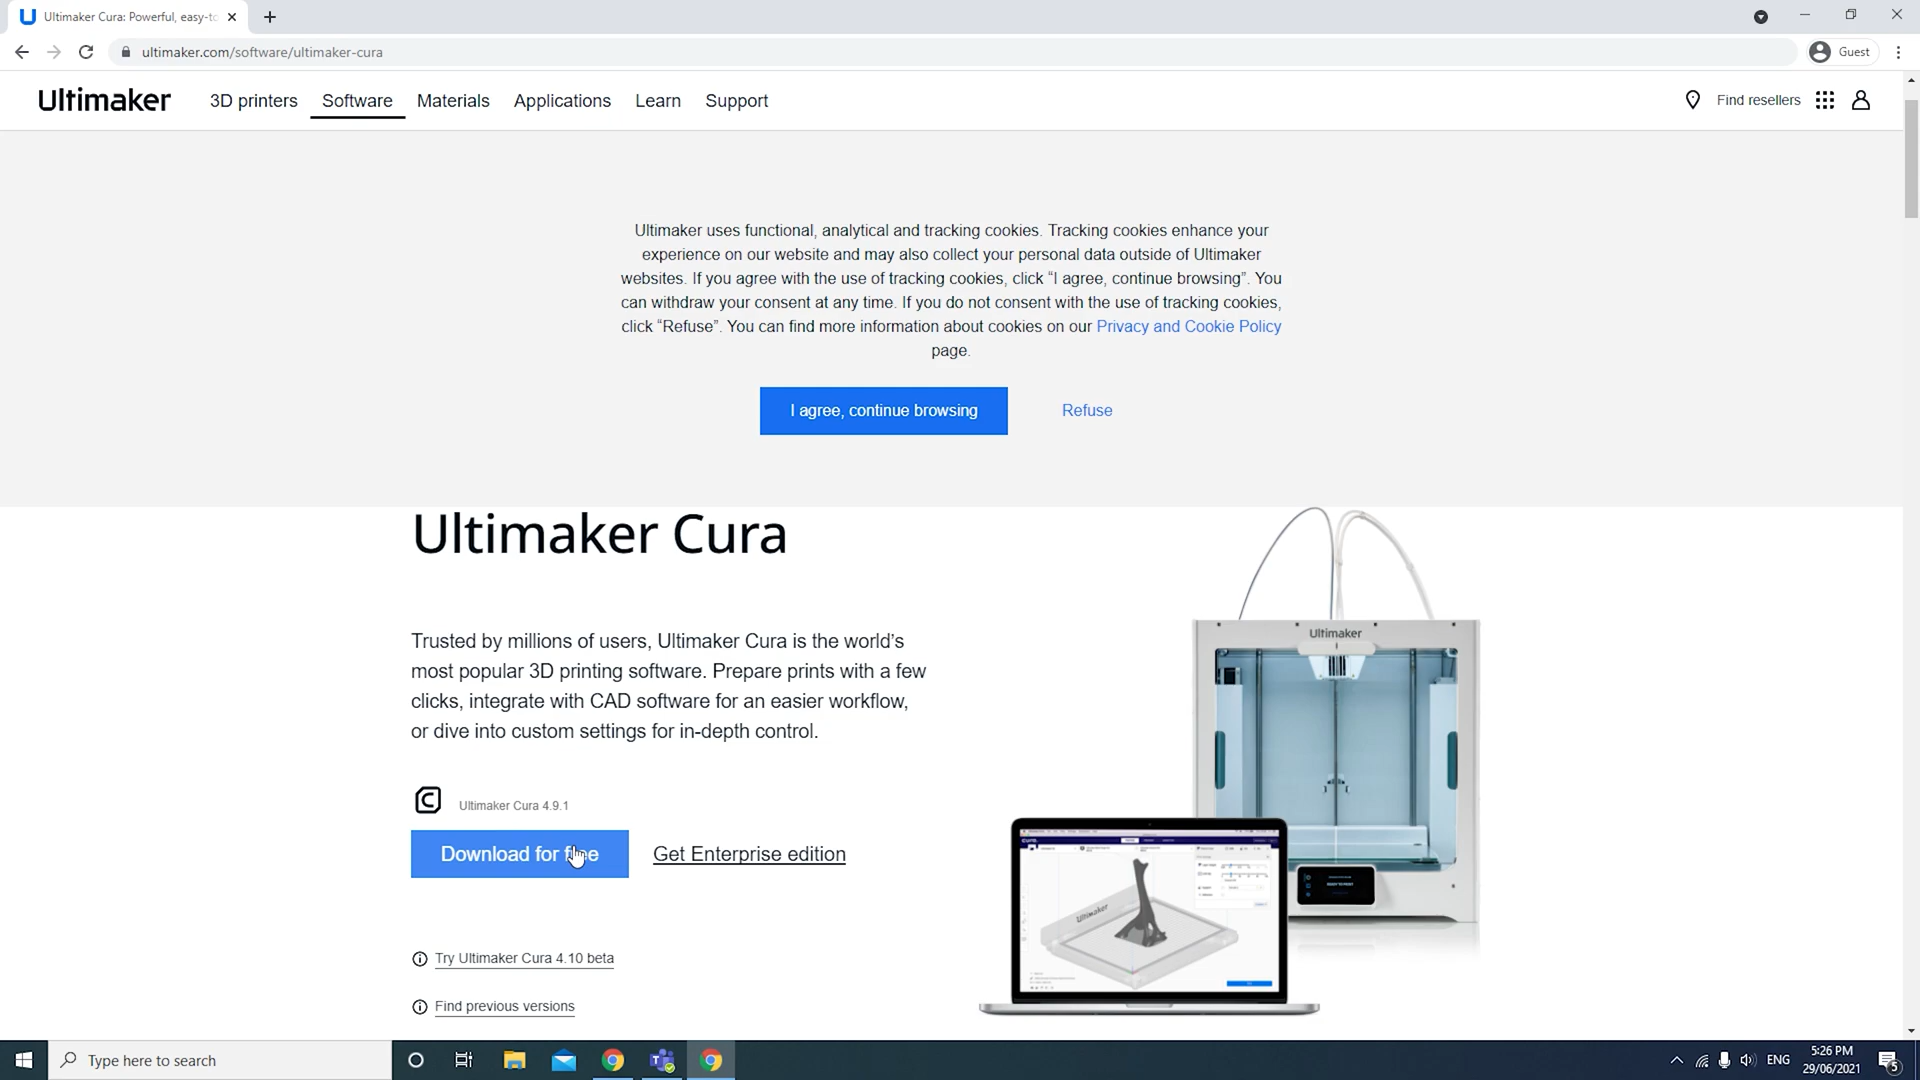 Ultimaker Cura: Powerful, easy-to
ultimaker.com/software/ultimaker-cura
Guest
Ultimaker
3D printers
Software
Materials
Applications
Learn
Support
Find resellers
Ultimaker uses functional, analytical and tracking cookies. Tracking cookies enhance your
experience on our website and may also collect your personal data outside of Ultimaker
websites. If you agree with the use of tracking cookies, click “I agree, continue browsing”. You
can withdraw your consent at any time. If you do not consent with the use of tracking cookies,
click “Refuse”. You can find more information about cookies on our Privacy and Cookie Policy
page.
I agree, continue browsing
Refuse
Ultimaker Cura
Trusted by millions of users, Ultimaker Cura is the world’s
most popular 3D printing software. Prepare prints with a few
clicks, integrate with CAD software for an easier workflow,
or dive into custom settings for in-depth control.
Ultimaker Cura 4.9.1
Download for free
Get Enterprise edition
Try Ultimaker Cura 4.10 beta
Find previous versions
Ultimaker
Ultimaker
Type here to search
ENG
5:26 PM
29/06/2021
5